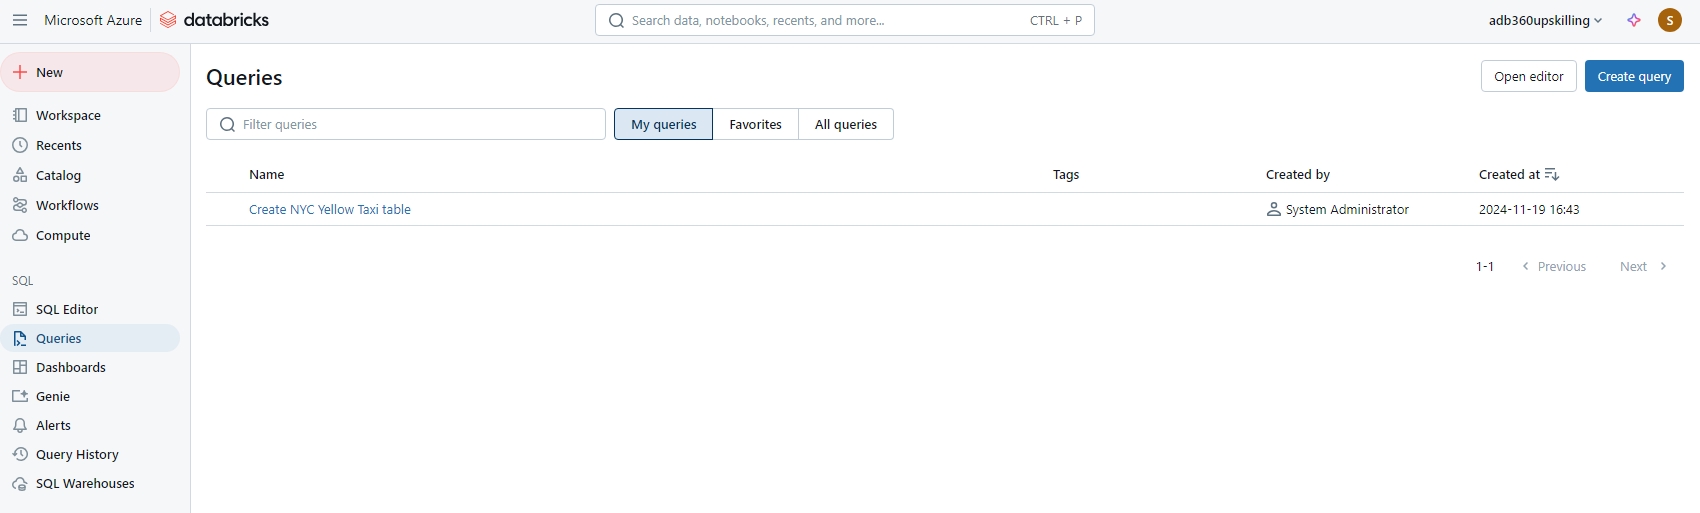 Microsoft Azure databricks
Search data, notebooks, recents, and more... CTRL + P
adb360upskilling
S
New
Workspace
Recents
Catalog
Workflows
Compute
SQL
SQL Editor
Queries
Dashboards
Genie
Alerts
Query History
SQL Warehouses
Queries
Open editor
Create query
Filter queries
My queries Favorites All queries
Name Tags Created by Created at
Create NYC Yellow Taxi table System Administrator 2024-11-19 16:43
1-1 Previous Next